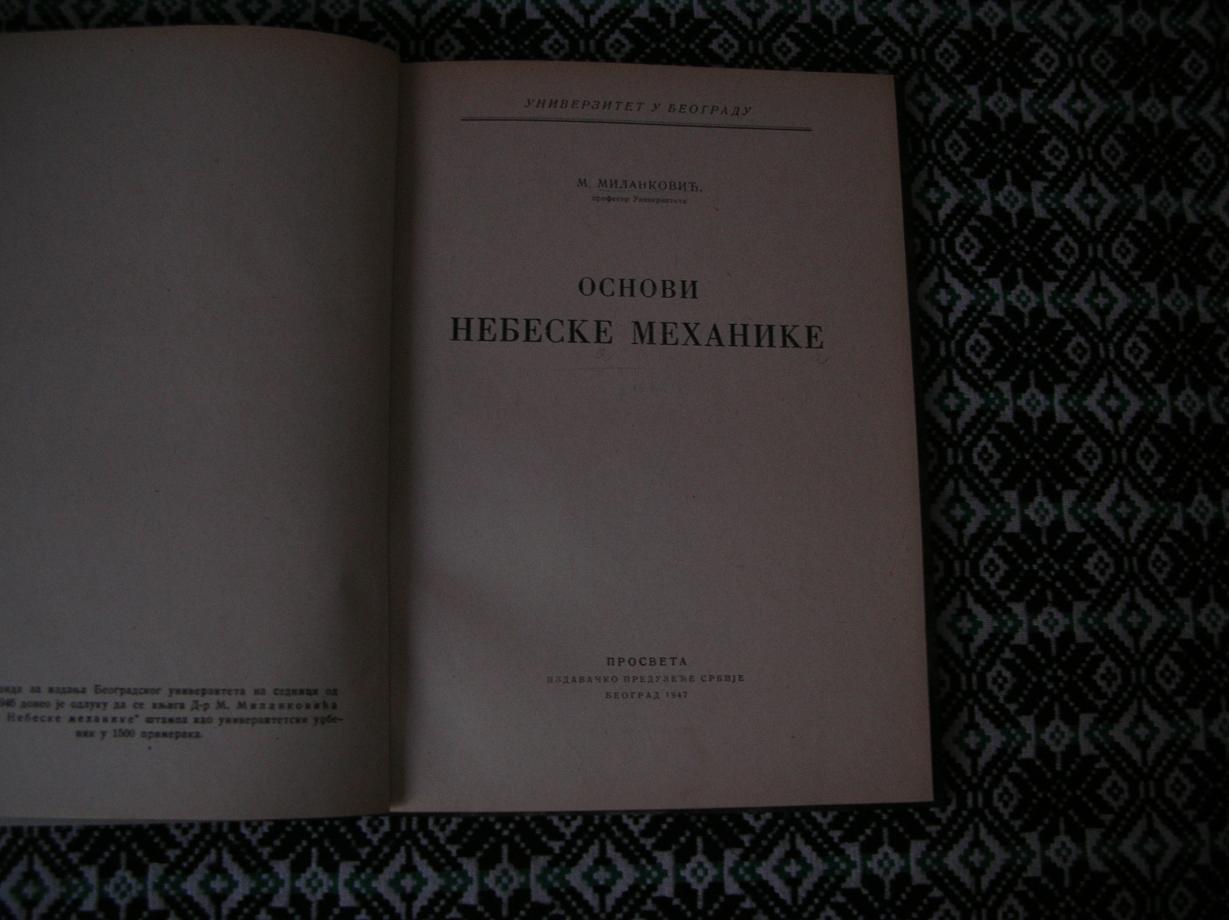 за издања Београдског универзитета на седници од
946 донео је одлуку да се књига Д-р М. Миланковића
Небеске механике" штампа као универзитетски уџбе-
ник у 1500 примерака.
УНИВЕРЗИТЕТ У БЕОГРАДУ
М. МИЛАНКОВИЋ,
професор Универзитета
ОСНОВИ
НЕБЕСКЕ МЕХАНИКЕ
ПРОСВЕТА
ИЗДАВАЧКО ПРЕДУЗЕЋЕ СРБИЈЕ
БЕОГРАД 1947